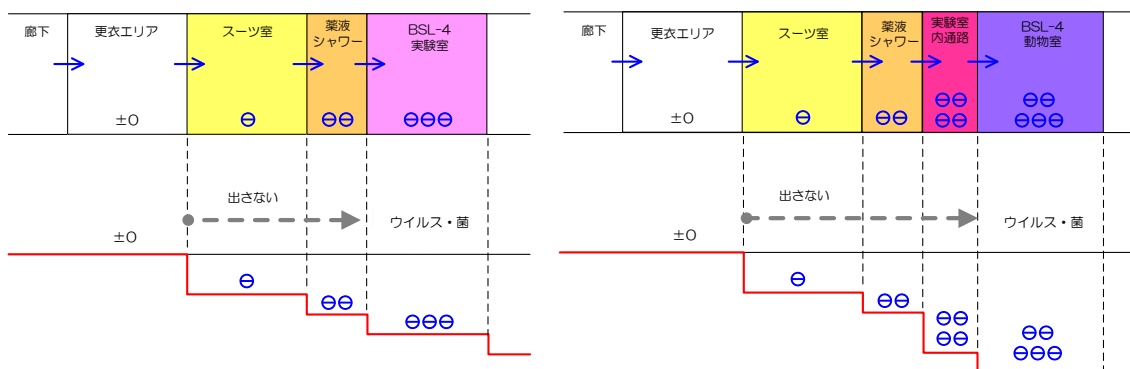 廊下
更衣エリア
スーツ室
薬液
シャワー
BSL-4
実験室
±0
⊖
⊖⊖
⊖⊖⊖
出さない
ウイルス・菌
±0
⊖
⊖⊖
⊖⊖⊖
廊下
更衣エリア
スーツ室
薬液
シャワー
実験室
内通路
BSL-4
動物室
±0
⊖
⊖⊖
⊖⊖
⊖⊖
⊖⊖
⊖⊖⊖
出さない
ウイルス・菌
±0
⊖
⊖⊖
⊖⊖
⊖⊖
⊖⊖
⊖⊖⊖